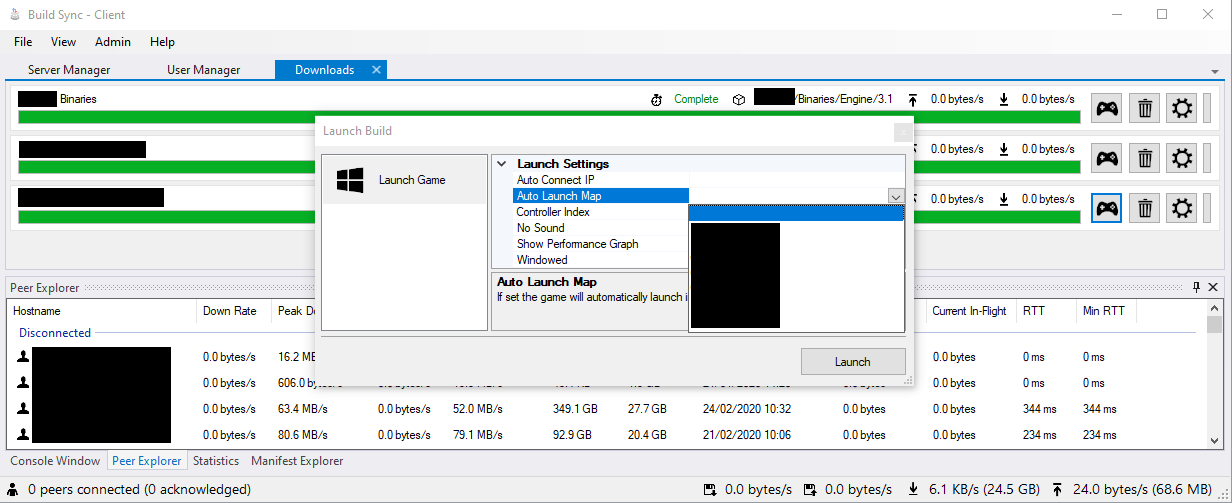 Build Sync - Client
File View Admin Help
Server Manager User Manager Downloads
Binaries Complete /Binaries/Engine/3.1 0.0 bytes/s 0.0 bytes/s
0.0 bytes/s 0.0 bytes/s
0.0 bytes/s 0.0 bytes/s
Launch Build
Launch Game
Launch Settings
Auto Connect IP
Auto Launch Map
Controller Index
No Sound
Show Performance Graph
Windowed
Auto Launch Map
If set the game will automatically launch i
Launch
Peer Explorer
Hostname Down Rate Peak D Current In-Flight RTT Min RTT
Disconnected
0.0 bytes/s 16.2 MB 0.0 bytes 0 ms 0 ms
0.0 bytes/s 606.0 bytes/s 0.0 bytes 0 ms 0 ms
0.0 bytes/s 63.4 MB/s 0.0 bytes/s 52.0 MB/s 349.1 GB 27.7 GB 24/02/2020 10:32 0.0 bytes 0.0 bytes 344 ms 344 ms
0.0 bytes/s 80.6 MB/s 0.0 bytes/s 79.1 MB/s 92.9 GB 20.4 GB 21/02/2020 10:06 0.0 bytes 0.0 bytes 234 ms 234 ms
Console Window Peer Explorer Statistics Manifest Explorer
0 peers connected (0 acknowledged) 0.0 bytes/s 0.0 bytes/s 6.1 KB/s (24.5 GB) 24.0 bytes/s (68.6 MB)